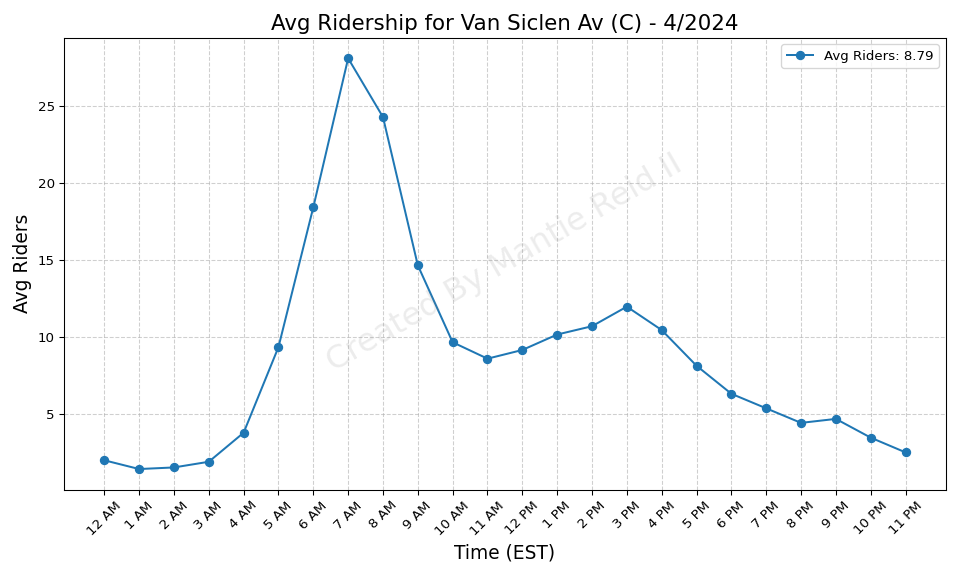 Avg Ridership for Van Siclen Av (C) - 4/2024
Avg Riders: 8.79
Avg Riders
25
20
15
10
5
Created By Mantie Reid II
12 AM
1 AM
2 AM
3 AM
4 AM
5 AM
6 AM
7 AM
8 AM
9 AM
10 AM
11 AM
12 PM
1 PM
2 PM
3 PM
4 PM
5 PM
6 PM
7 PM
8 PM
9 PM
10 PM
11 PM
Time (EST)